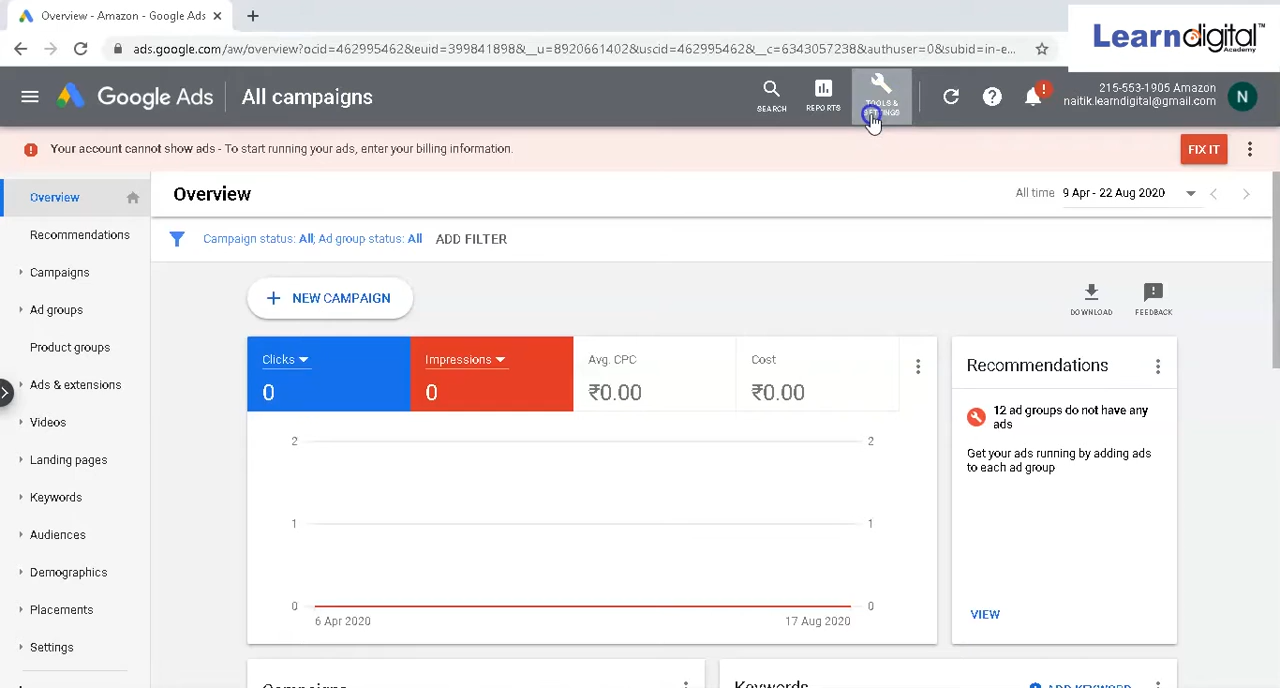 Overview - Amazon - Google Ads
ads.google.com/aw/overview?ocid=462995462&euid=399841098&__u=8920661402&uscid=462995462&__c=6343057238&authuser=0&subid=in-e...
Learndigital™
Academy
Google Ads
All campaigns
SEARCH
REPORTS
TOOLS &
SETTINGS
215-553-1905 Amazon
naitik.learndigital@gmail.com
N
Your account cannot show ads - To start running your ads, enter your billing information.
FIX IT
Overview
Recommendations
Campaigns
Ad groups
Product groups
Ads & extensions
Videos
Landing pages
Keywords
Audiences
Demographics
Placements
Settings
Overview
All time 9 Apr - 22 Aug 2020
Campaign status: All; Ad group status: All ADD FILTER
+ NEW CAMPAIGN
DOWNLOAD
FEEDBACK
Clicks
0
Impressions
0
Avg. CPC
₹0.00
Cost
₹0.00
2 2
1 1
0 0
6 Apr 2020 17 Aug 2020
Recommendations
12 ad groups do not have any
ads
Get your ads running by adding ads
to each ad group
VIEW
Campaigns
Keywords
ADD KEYWORD